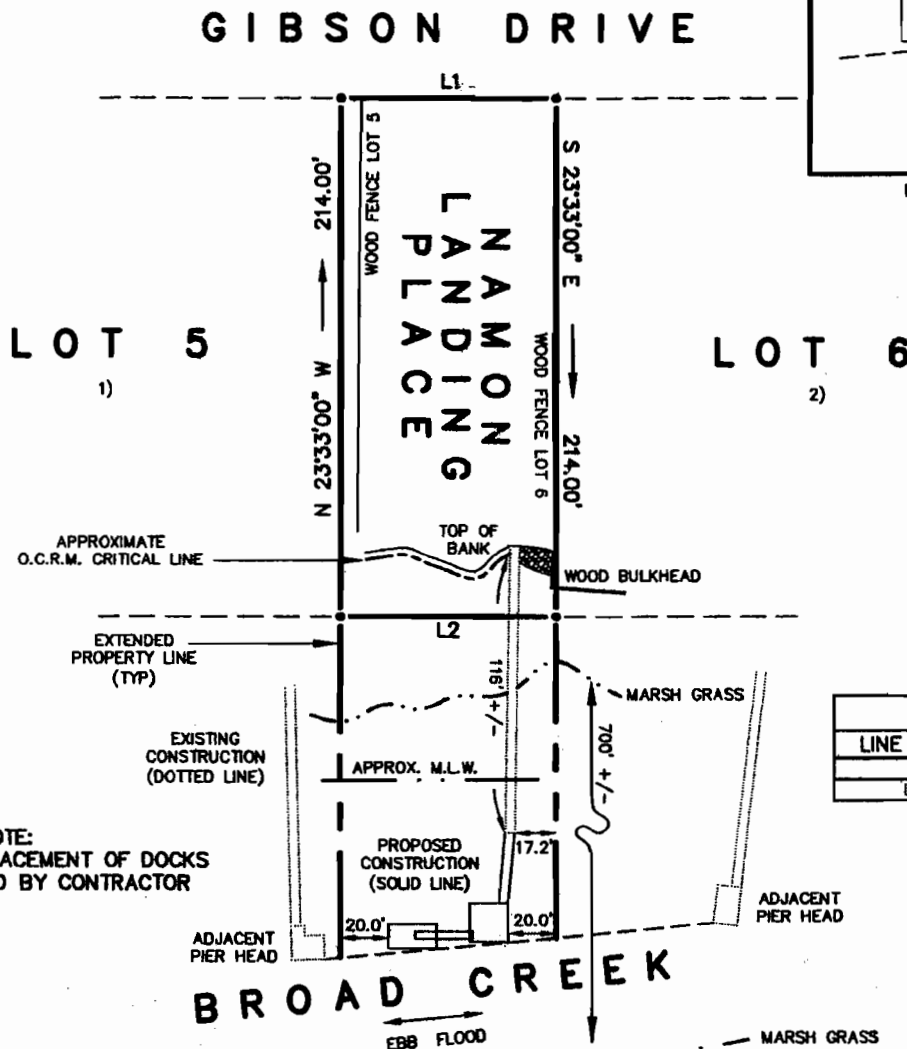 GIBSON DRIVE
L1
N 23°33'00" W 214.00'
WOOD FENCE LOT 5
NAMON
LANDING
PLACE
S 23°33'00" E 214.00'
WOOD FENCE LOT 6
LOT 5
1)
LOT 6
2)
APPROXIMATE
O.C.R.M. CRITICAL LINE
TOP OF
BANK
WOOD BULKHEAD
L2
EXTENDED
PROPERTY LINE
(TYP)
116' +/-
MARSH GRASS
EXISTING
CONSTRUCTION
(DOTTED LINE)
700' +/-
LINE
APPROX. M.L.W.
OTE:
ACEMENT OF DOCKS
BY CONTRACTOR
PROPOSED
CONSTRUCTION
(SOLID LINE)
17.2'
20.0'
20.0'
ADJACENT
PIER HEAD
ADJACENT
PIER HEAD
BROAD CREEK
EBB FLOOD
MARSH GRASS